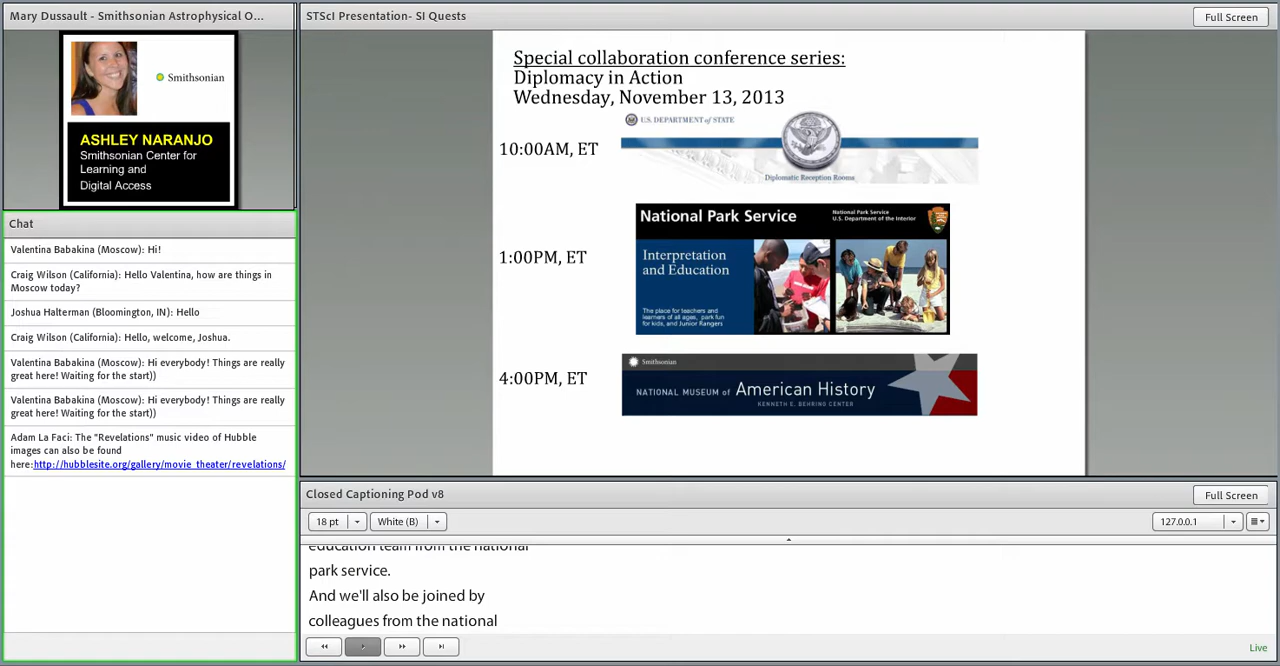 Mary Dussault - Smithsonian Astrophysical O...
Smithsonian
ASHLEY NARANJO
Smithsonian Center for
Learning and
Digital Access
Chat
Valentina Babakina (Moscow): Hi!
Craig Wilson (California): Hello Valentina, how are things in
Moscow today?
Joshua Halterman (Bloomington, IN): Hello
Craig Wilson (California): Hello, welcome, Joshua.
Valentina Babakina (Moscow): Hi everybody! Things are really
great here! Waiting for the start))
Valentina Babakina (Moscow): Hi everybody! Things are really
great here! Waiting for the start))
Adam La Faci: The "Revelations" music video of Hubble
images can also be found
here:http://hubblesite.org/gallery/movie_theater/revelations/
STScI Presentation- SI Quests
Full Screen
Special collaboration conference series:
Diplomacy in Action
Wednesday, November 13, 2013
U.S. DEPARTMENT of STATE
10:00AM, ET
Diplomatic Reception Rooms
National Park Service
National Park Service
U.S. Department of the Interior
1:00PM, ET
Interpretation
and Education
The place for teachers and
learners of all ages, park fun
for kids, and Junior Rangers
Smithsonian
4:00PM, ET
NATIONAL MUSEUM of American History
KENNETH E. BEHRING CENTER
Closed Captioning Pod v8
Full Screen
18 pt
White (B)
127.0.0.1
education team from the national
park service.
And we'll also be joined by
colleagues from the national
Live